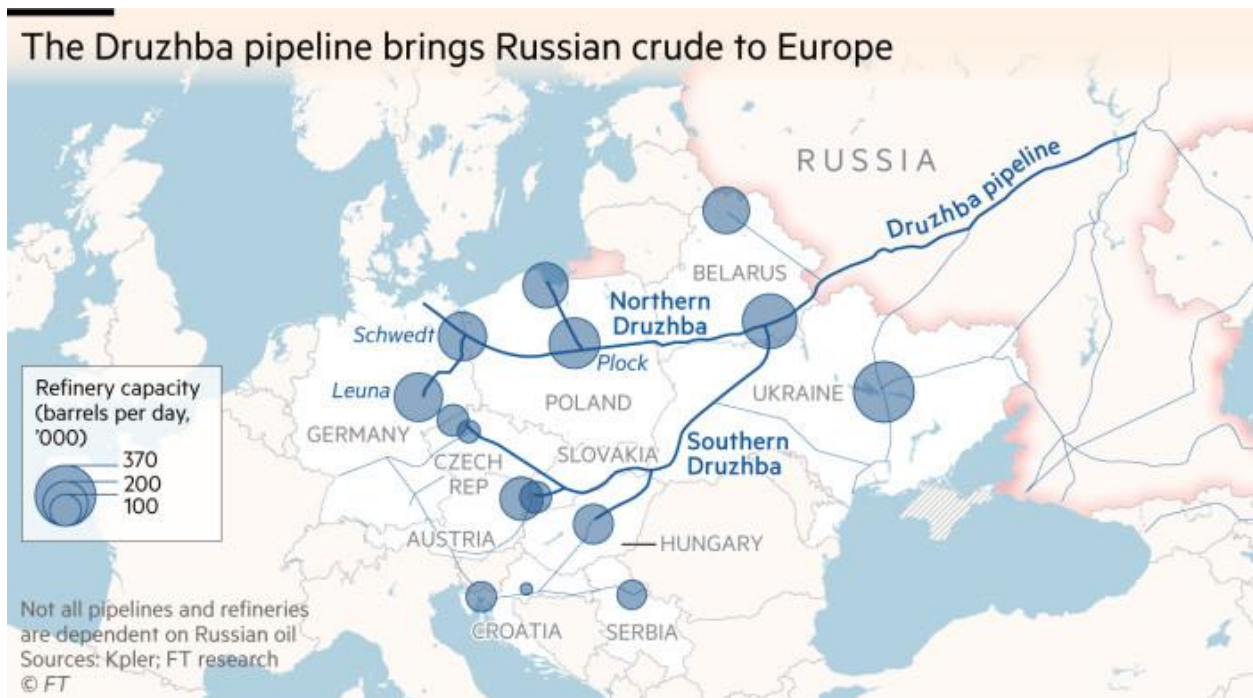 The Druzhba pipeline brings Russian crude to Europe
RUSSIA
Druzhba pipeline
BELARUS
Northern
Druzhba
Schwedt
Plock
Leuna
UKRAINE
POLAND
GERMANY
Southern
Druzhba
SLOVAKIA
CZECH
REP
AUSTRIA
HUNGARY
CROATIA
SERBIA
Refinery capacity
(barrels per day,
’000)
370
200
100
Not all pipelines and refineries
are dependent on Russian oil
Sources: Kpler; FT research
© FT